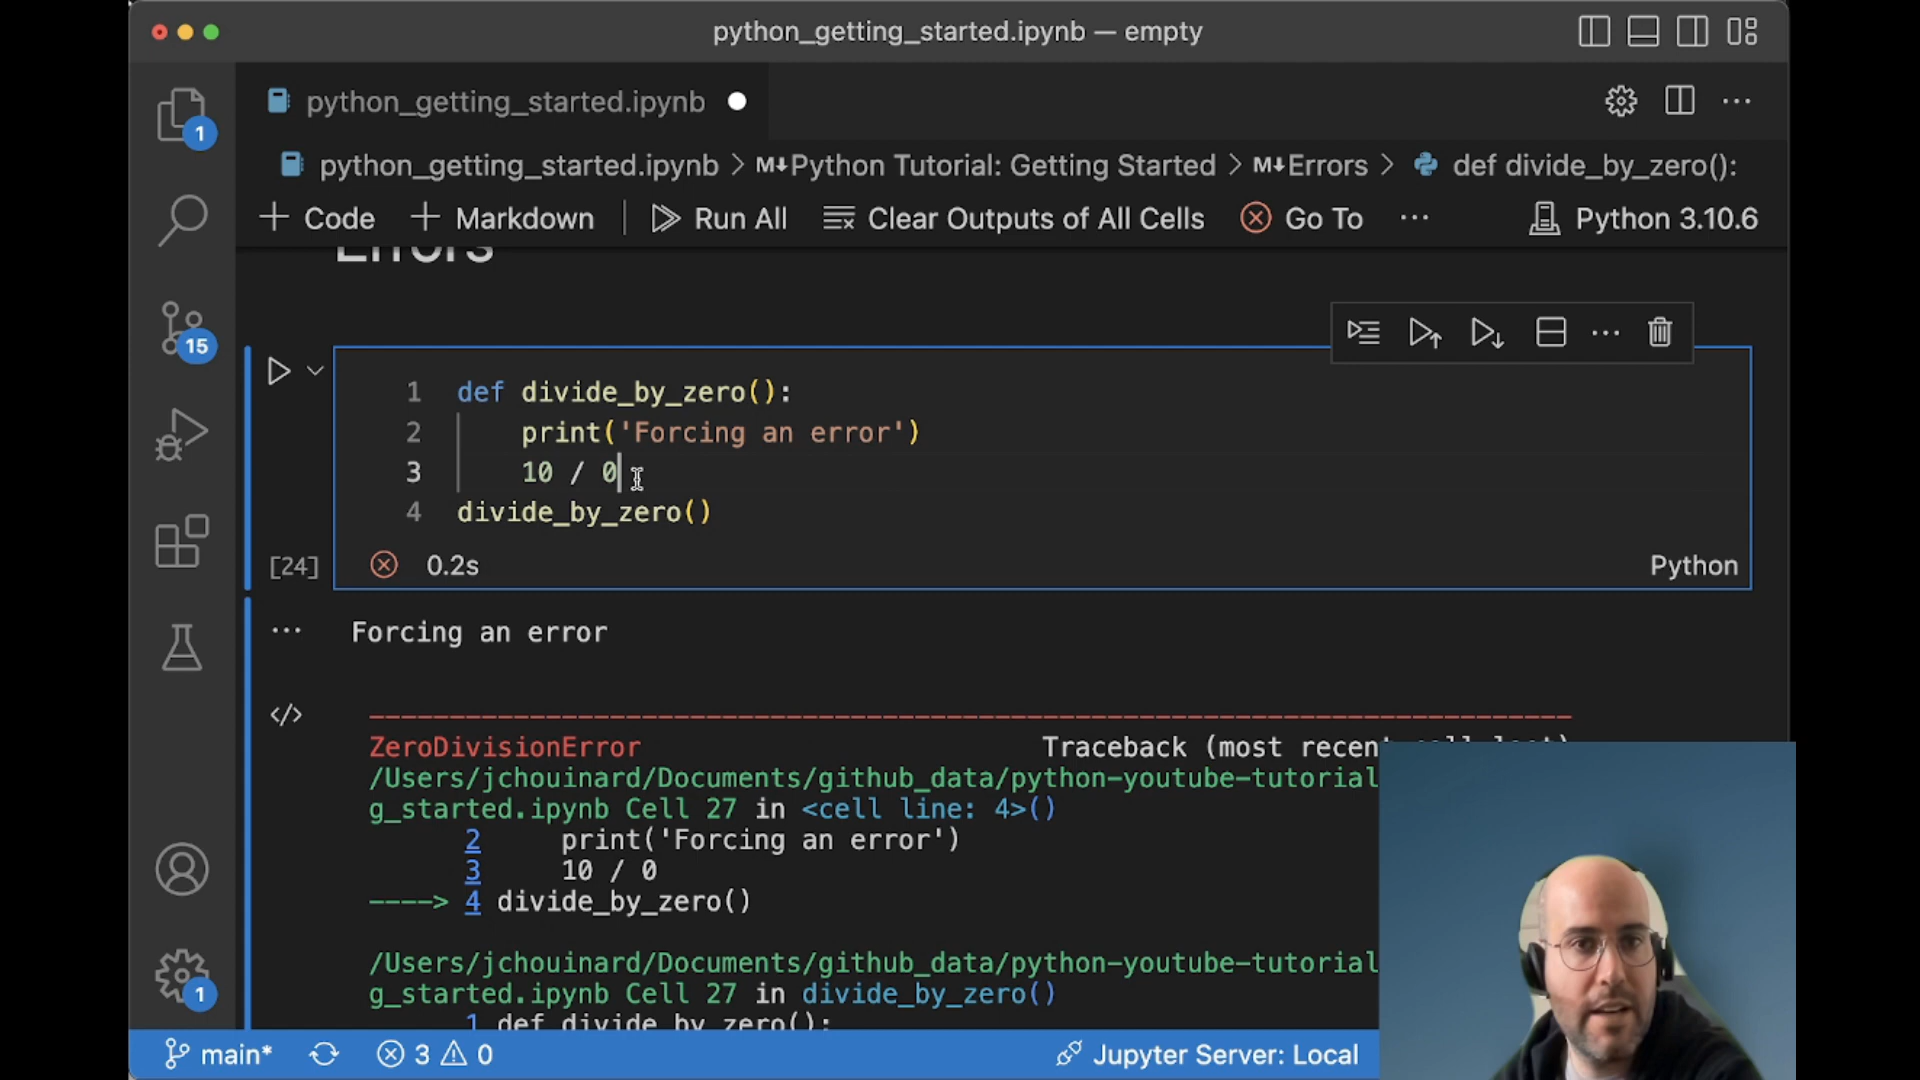 python_getting_started.ipynb — empty
python_getting_started.ipynb
1
python_getting_started.ipynb > M↓Python Tutorial: Getting Started > M↓Errors > def divide_by_zero():
+ Code + Markdown Run All Clear Outputs of All Cells Go To ... Python 3.10.6
Errors
15
1 def divide_by_zero():
2 print('Forcing an error')
3 10 / 0
4 divide_by_zero()
[24] 0.2s Python
... Forcing an error
</>
ZeroDivisionError Traceback (most recent call last)
/Users/jchouinard/Documents/github_data/python-youtube-tutorial
g_started.ipynb Cell 27 in <cell line: 4>()
2 print('Forcing an error')
3 10 / 0
----> 4 divide_by_zero()
/Users/jchouinard/Documents/github_data/python-youtube-tutorial
g_started.ipynb Cell 27 in divide_by_zero()
1
1 def divide_by_zero():
main* 3 0 Jupyter Server: Local